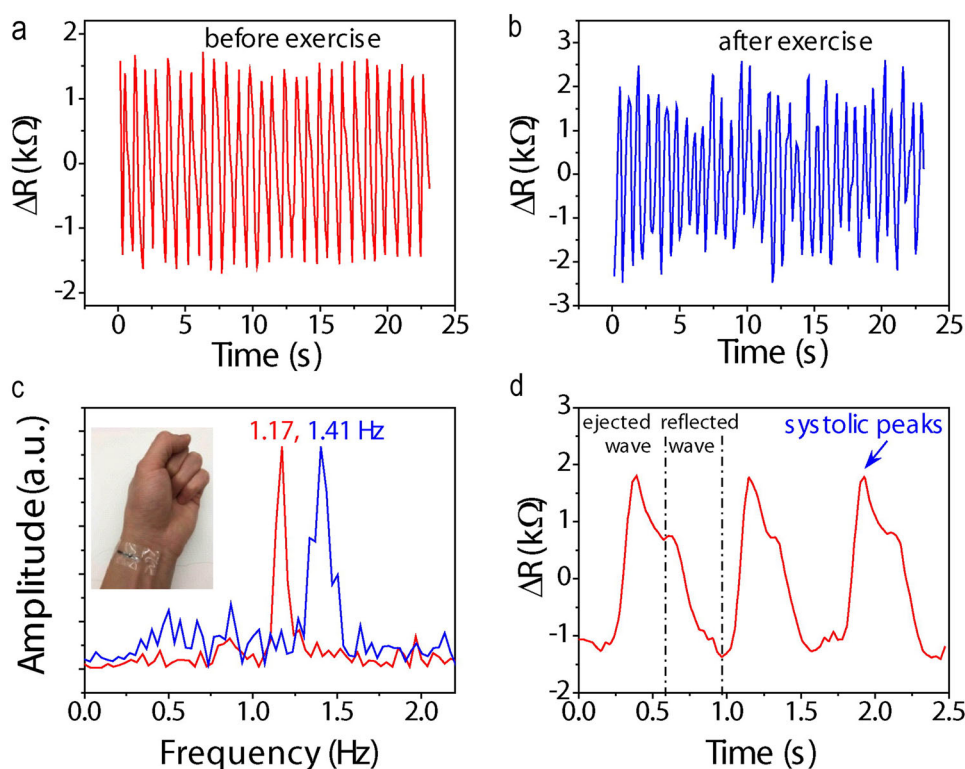 a
before exercise
ΔR (kΩ)
2
1
0
-1
-2
0 5 10 15 20 25
Time (s)
b
after exercise
ΔR (kΩ)
3
2
1
0
-1
-2
-3
0 5 10 15 20 25
Time (s)
c
1.17, 1.41 Hz
Amplitude(a.u.)
0.0 0.5 1.0 1.5 2.0
Frequency (Hz)
d
ejected
wave
reflected
wave
systolic peaks
ΔR (kΩ)
3
2
1
0
-1
-2
0.0 0.5 1.0 1.5 2.0 2.5
Time (s)